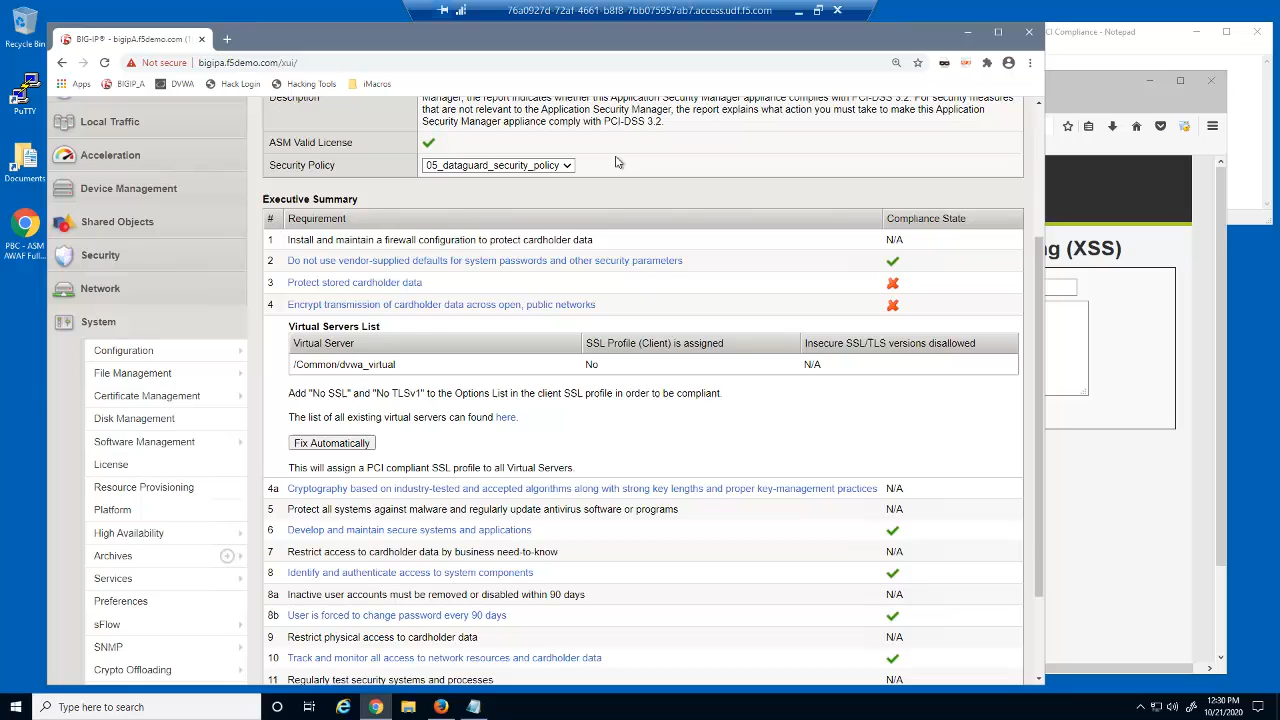 76a0927d-72af-4661-b8f8-7bb075957ab7.access.udf.f5.com
Recycle Bin
PuTTY
Documents
PBC - ASM
AWAF Full...
BIG-IP® - bigipA.f5demo.com (1
CI Compliance - Notepad
Not secure
bigipa.f5demo.com/xui/
Apps
BIGIP_A
DVWA
Hack Login
Hacking Tools
iMacros
Local Traffic
Acceleration
Device Management
Shared Objects
Security
Network
System
Configuration
File Management
Certificate Management
Disk Management
Software Management
License
Resource Provisioning
Platform
High Availability
Archives
Services
Preferences
sFlow
SNMP
Crypto Offloading
Description
Manager, the report indicates whether this Application Security Manager appliance complies with PCI-DSS 3.2. For security measures
that are not relevant to the Application Security Manager, the report explains what action you must take to make this Application
Security Manager appliance comply with PCI-DSS 3.2.
ASM Valid License
Security Policy
05_dataguard_security_policy
Executive Summary
# Requirement Compliance State
1 Install and maintain a firewall configuration to protect cardholder data N/A
2 Do not use vendor-supplied defaults for system passwords and other security parameters
3 Protect stored cardholder data
4 Encrypt transmission of cardholder data across open, public networks
Virtual Servers List
Virtual Server SSL Profile (Client) is assigned Insecure SSL/TLS versions disallowed
/Common/dvwa_virtual No N/A
Add "No SSL" and "No TLSv1" to the Options List in the client SSL profile in order to be compliant.
The list of all existing virtual servers can found here.
Fix Automatically
This will assign a PCI compliant SSL profile to all Virtual Servers.
4a Cryptography based on industry-tested and accepted algorithms along with strong key lengths and proper key-management practices N/A
5 Protect all systems against malware and regularly update antivirus software or programs N/A
6 Develop and maintain secure systems and applications
7 Restrict access to cardholder data by business need-to-know N/A
8 Identify and authenticate access to system components
8a Inactive user accounts must be removed or disabled within 90 days N/A
8b User is forced to change password every 90 days
9 Restrict physical access to cardholder data N/A
10 Track and monitor all access to network resources and cardholder data
11 Regularly test security systems and processes N/A
g (XSS)
Type here to search
12:30 PM
10/21/2020